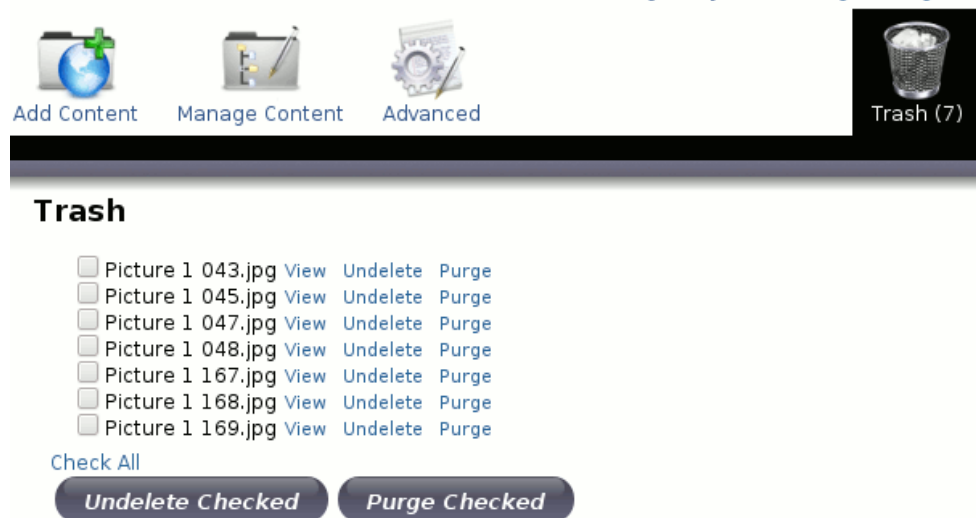 Add Content Manage Content Advanced Trash (7)
Trash
Picture 1 043.jpg View Undelete Purge
Picture 1 045.jpg View Undelete Purge
Picture 1 047.jpg View Undelete Purge
Picture 1 048.jpg View Undelete Purge
Picture 1 167.jpg View Undelete Purge
Picture 1 168.jpg View Undelete Purge
Picture 1 169.jpg View Undelete Purge
Check All
Undelete Checked Purge Checked